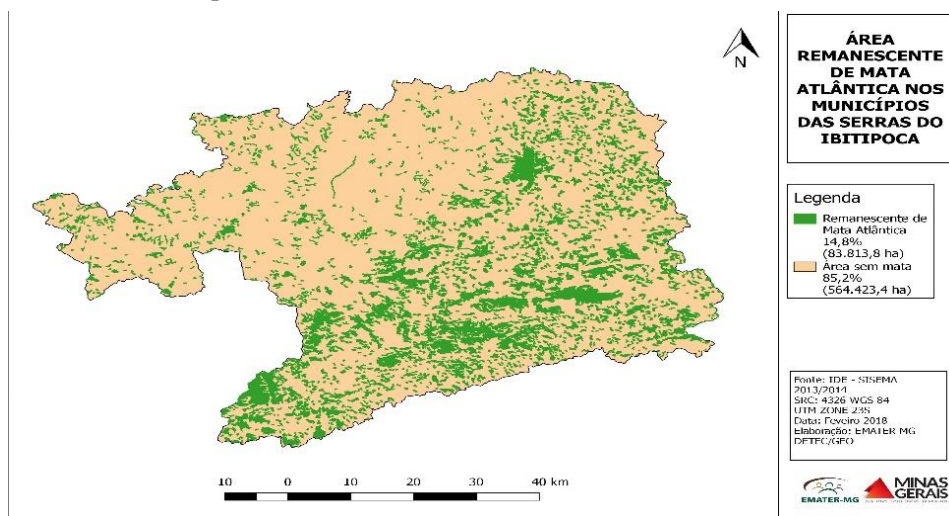 N
ÁREA
REMANESCENTE
DE MATA
ATLÂNTICA NOS
MUNICÍPIOS
DAS SERRAS DO
IBITIPOCA
Legenda
Remanescente de
Mata Atlântica
14,8%
(83.813,8 ha)
Área sem mata
85,2%
(564.423,4 ha)
Fonte: IDE - SISEMA
2013/2014
SRC: 4326 WGS 84
UTM ZONE 23S
Data: Feveiro 2018
Elaboração: EMATER MG
DETEC/GEO
10 0 10 20 30 40 km
EMATER-MG
MINAS
GERAIS